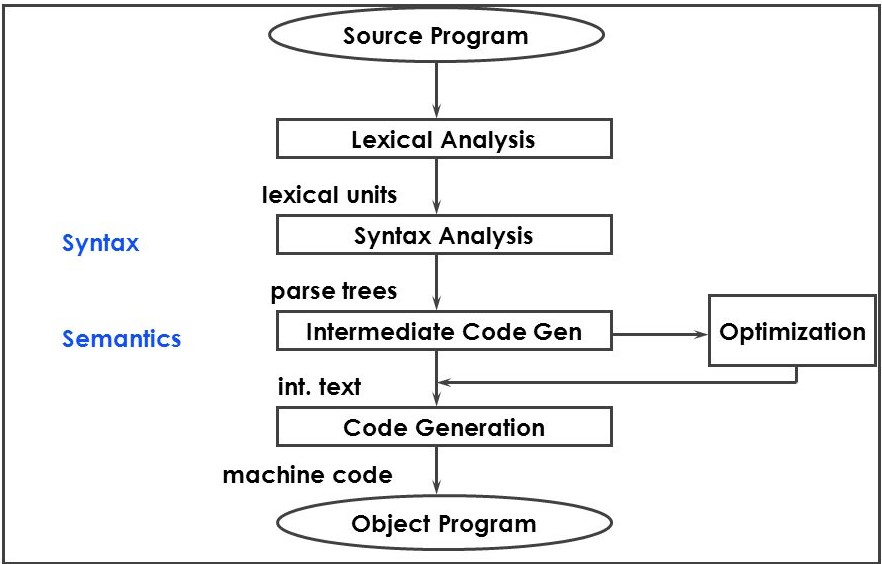 Source Program
Lexical Analysis
lexical units
Syntax
Syntax Analysis
parse trees
Semantics
Intermediate Code Gen
Optimization
int. text
Code Generation
machine code
Object Program